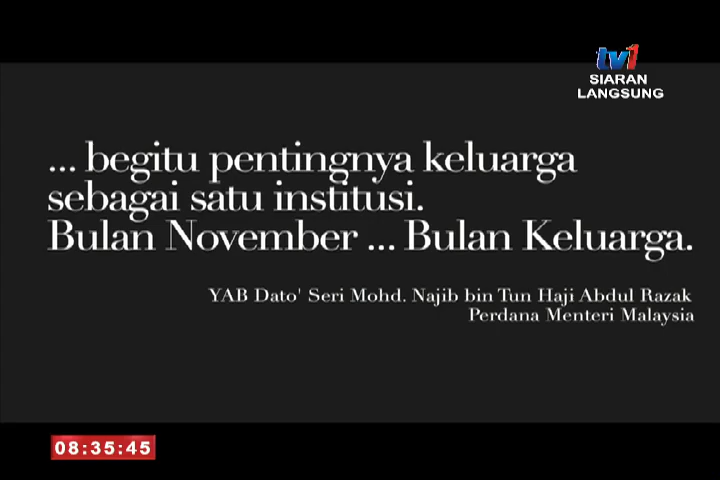 tv1
SIARAN
LANGSUNG
... begitu pentingnya keluarga
sebagai satu institusi.
Bulan November ... Bulan Keluarga.
YAB Dato' Seri Mohd. Najib bin Tun Haji Abdul Razak
Perdana Menteri Malaysia
08:35:45